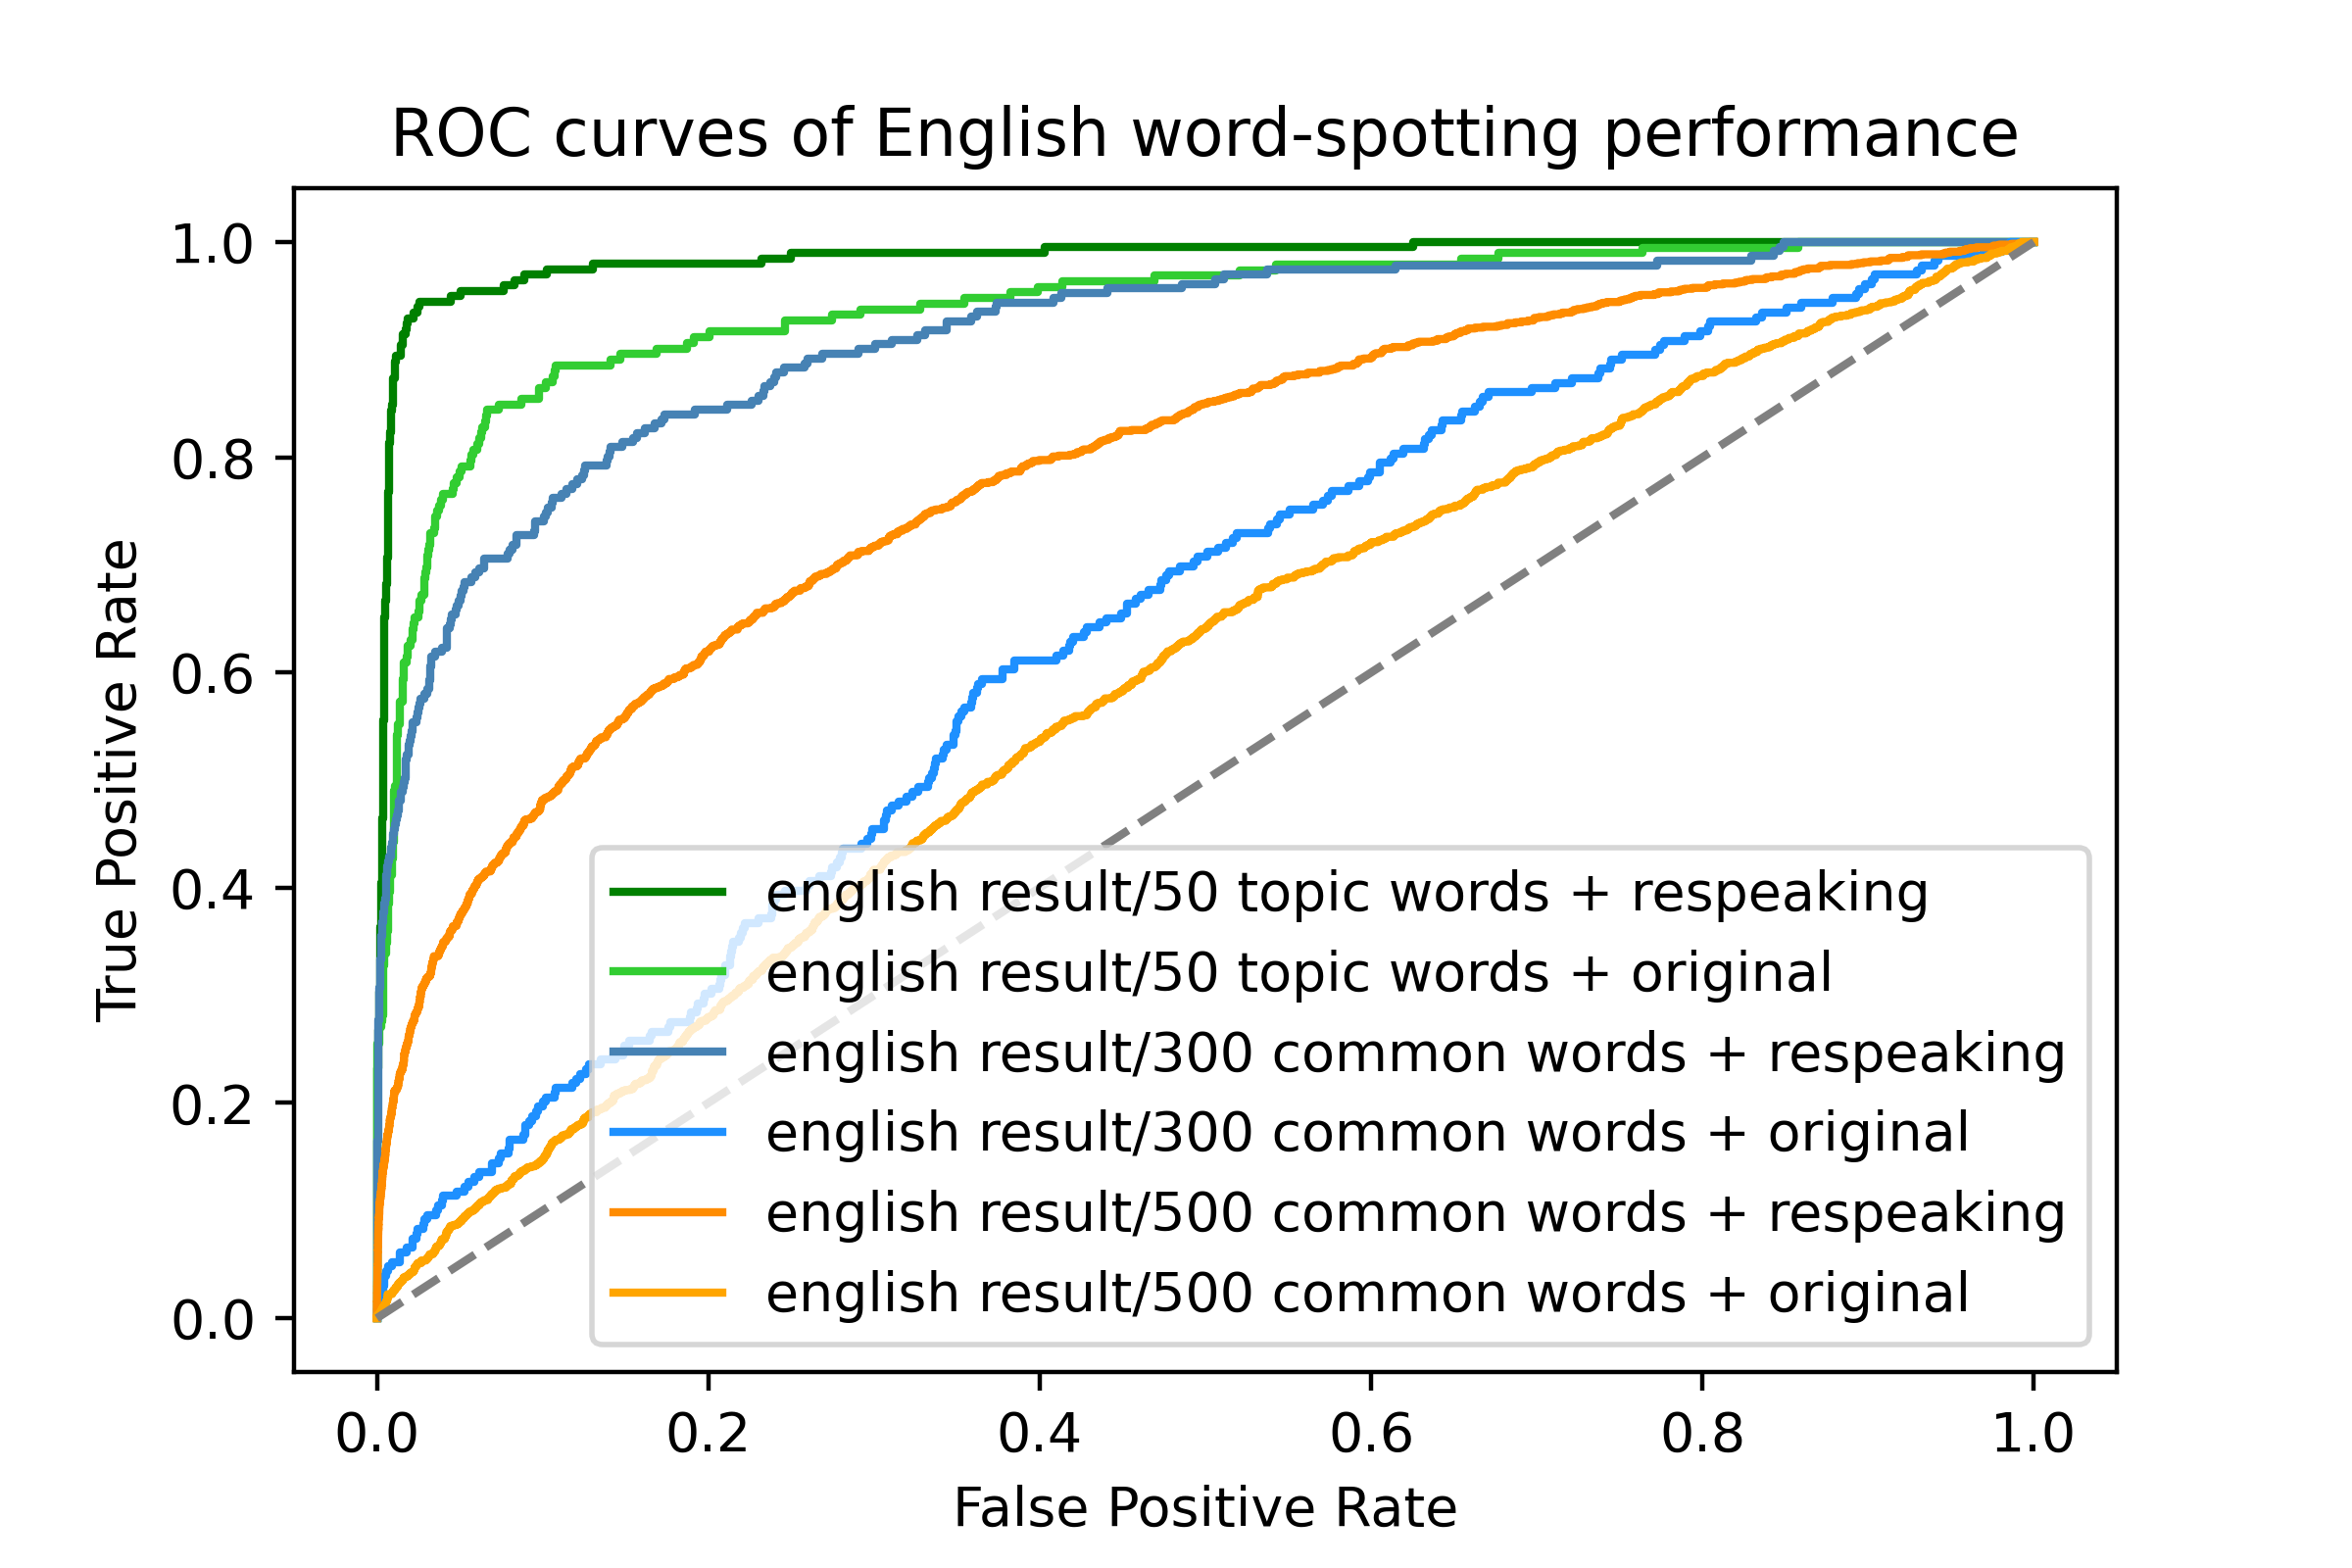 ROC curves of English word-spotting performance
True Positive Rate
1.0
0.8
0.6
0.4
0.2
0.0
english result/50 topic words + respeaking
english result/50 topic words + original
english result/300 common words + respeaking
english result/300 common words + original
english result/500 common words + respeaking
english result/500 common words + original
0.0 0.2 0.4 0.6 0.8 1.0
False Positive Rate